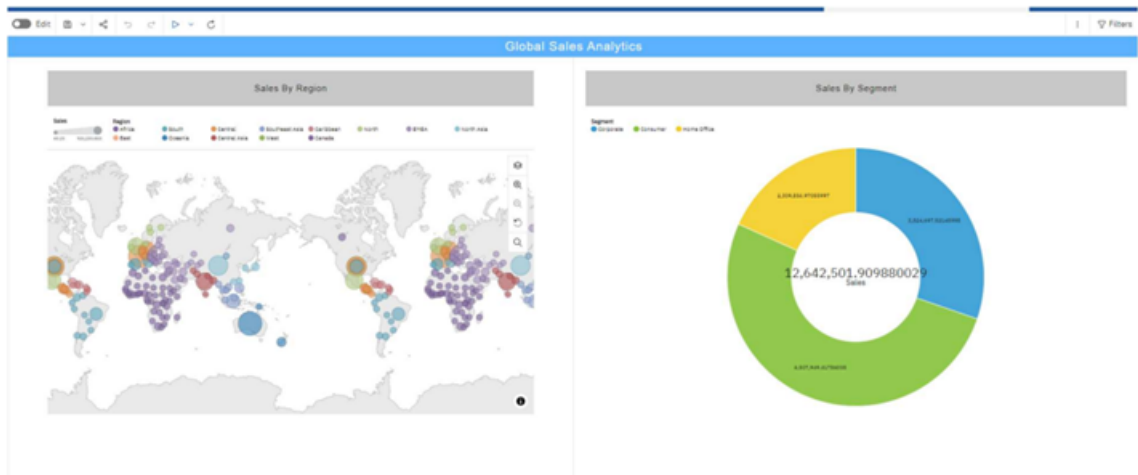 Edit
Filters
Global Sales Analytics
Sales By Region
Sales By Segment
Sales
Region
Africa South Central Southeast Asia Caribbean North EMEA North Asia
East Oceania Central Asia West Canada
Segment
Corporate Consumer Home Office
12,642,501.909880029
Sales